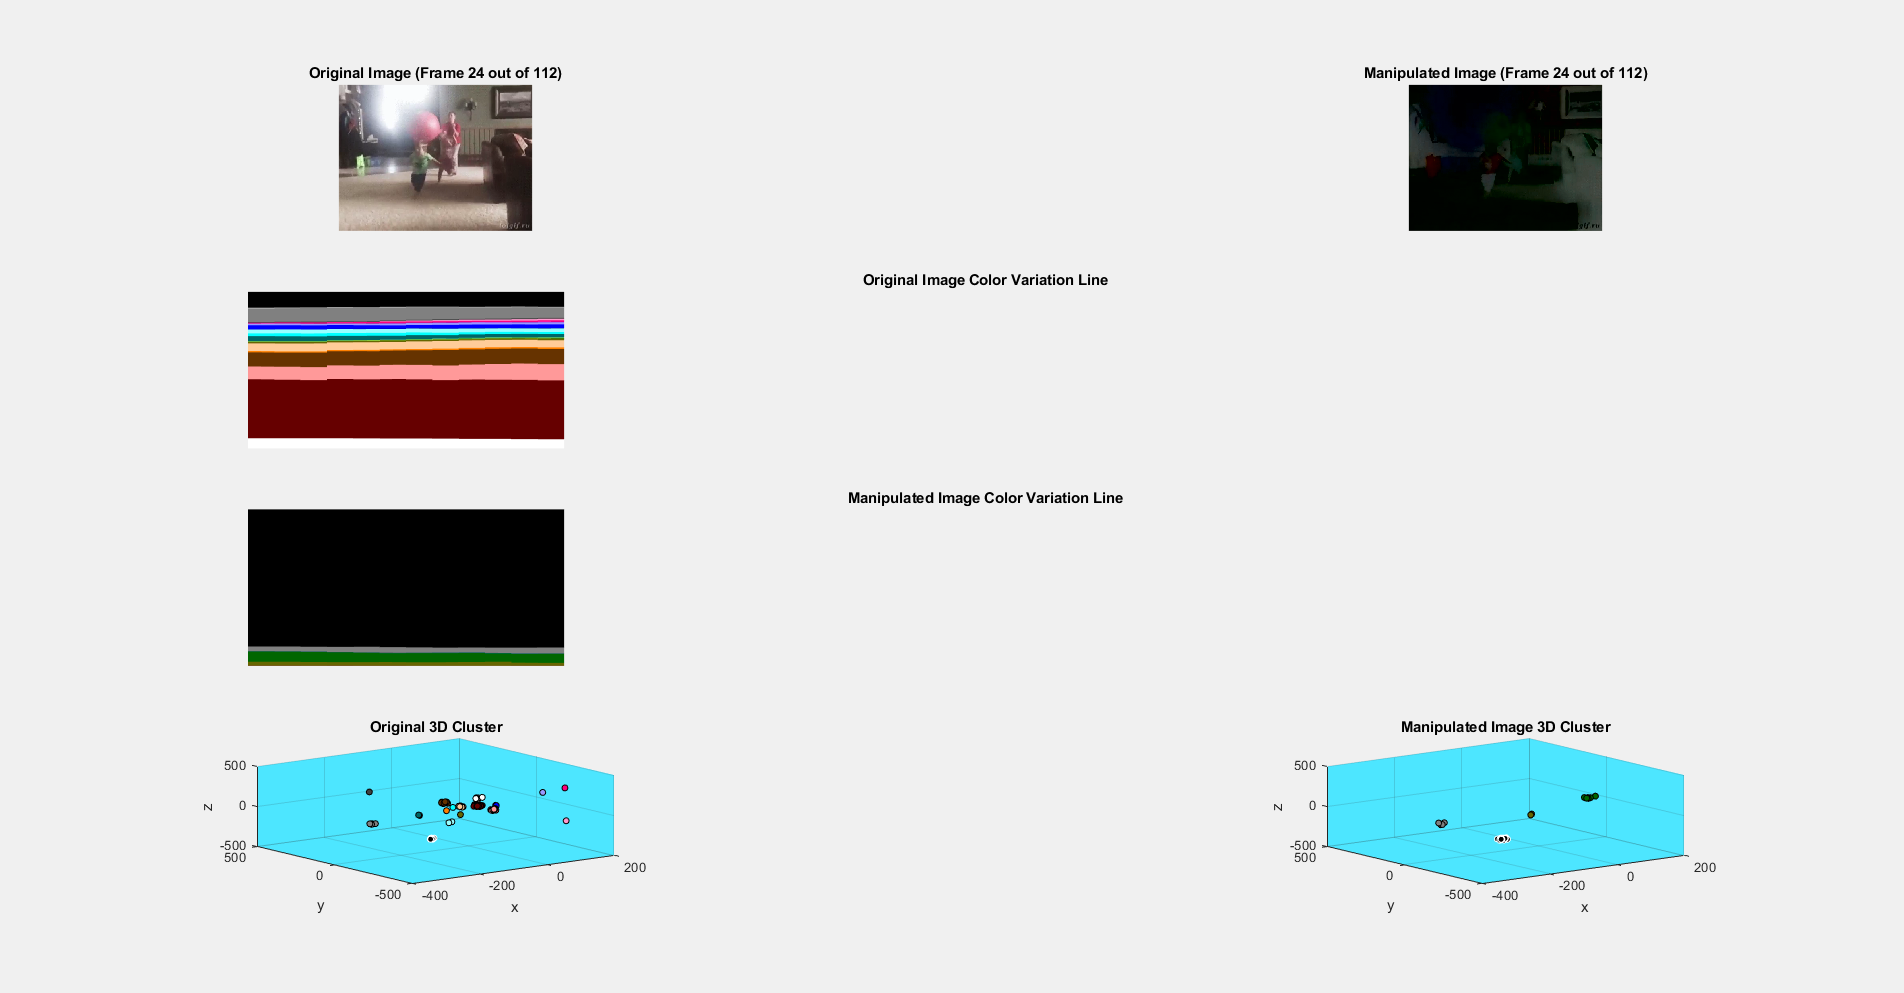 Original Image (Frame 24 out of 112)
Manipulated Image (Frame 24 out of 112)
Original Image Color Variation Line
Manipulated Image Color Variation Line
Original 3D Cluster
500
0
-500
z
500
0
-500
y
-400
-200
0
200
x
Manipulated Image 3D Cluster
500
0
-500
z
500
0
-500
y
-400
-200
0
200
x